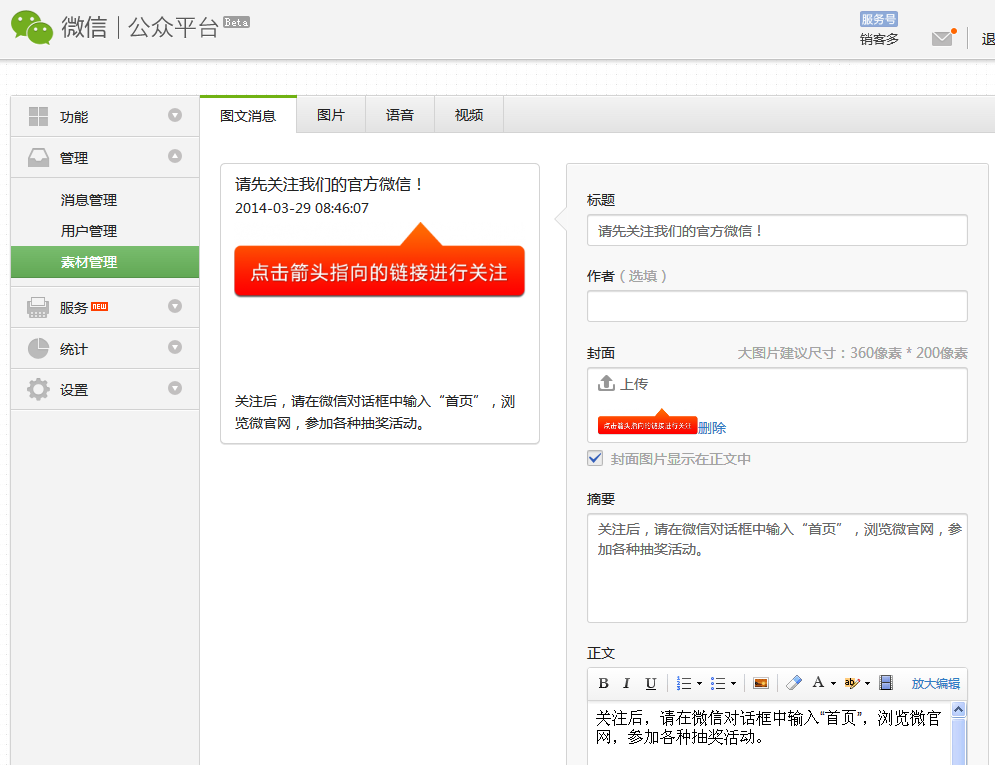 微信 | 公众平台 Beta
服务号
销客多
退
功能
管理
消息管理
用户管理
素材管理
服务 NEW
统计
设置
图文消息 图片 语音 视频
请先关注我们的官方微信！
2014-03-29 08:46:07
点击箭头指向的链接进行关注
关注后，请在微信对话框中输入“首页”，浏
览微官网，参加各种抽奖活动。
标题
请先关注我们的官方微信！
作者（选填）
封面 大图片建议尺寸：360像素 * 200像素
上传
点击箭头指向的链接进行关注 删除
封面图片显示在正文中
摘要
关注后，请在微信对话框中输入“首页”，浏览微官网，参
加各种抽奖活动。
正文
B I U A ab 放大编辑
关注后，请在微信对话框中输入“首页”，浏览微官
网，参加各种抽奖活动。